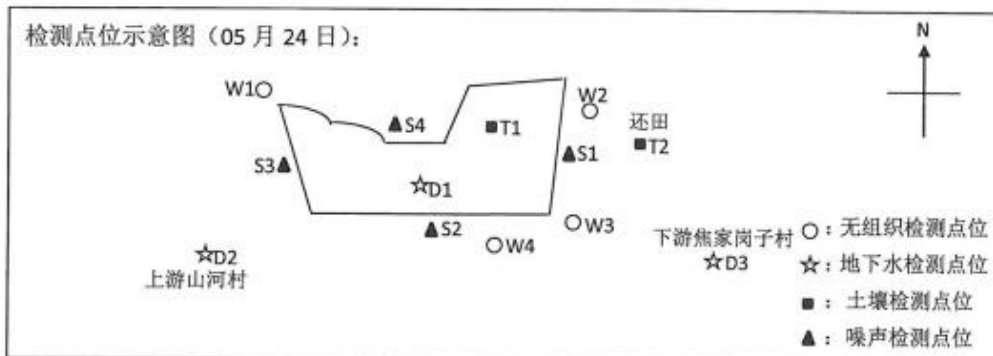 检测点位示意图（05 月 24 日）：
N
W1
W2
还田
S4
T1
T2
S1
S3
D1
S2
W3
W4
下游焦家岗子村
D2
D3
上游山河村
：无组织检测点位
：地下水检测点位
：土壤检测点位
：噪声检测点位